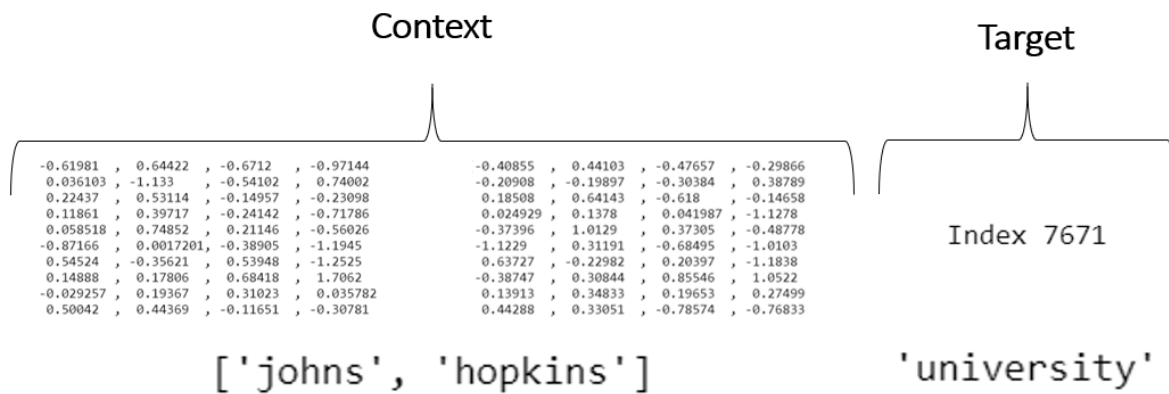 Context
Target
-0.61981 , 0.64422 , -0.6712 , -0.97144
0.036103 , -1.133 , -0.54102 , 0.74002
0.22437 , 0.53114 , -0.14957 , -0.23098
0.11861 , 0.39717 , -0.24142 , -0.71786
0.058518 , 0.74852 , 0.21146 , -0.56026
-0.87166 , 0.0017201, -0.38905 , -1.1945
0.54524 , -0.35621 , 0.53948 , -1.2525
0.14888 , 0.17806 , 0.68418 , 1.7062
-0.029257 , 0.19367 , 0.31023 , 0.035782
0.50042 , 0.44369 , -0.11651 , -0.30781
-0.40855 , 0.44103 , -0.47657 , -0.29866
-0.20908 , -0.19897 , -0.30384 , 0.38789
0.18508 , 0.64143 , -0.618 , -0.14658
0.024929 , 0.1378 , 0.041987 , -1.1278
-0.37396 , 1.0129 , 0.37305 , -0.48778
-1.1229 , 0.31191 , -0.68495 , -1.0103
0.63727 , -0.22982 , 0.20397 , -1.1838
-0.38747 , 0.30844 , 0.85546 , 1.0522
0.13913 , 0.34833 , 0.19653 , 0.27499
0.44288 , 0.33051 , -0.78574 , -0.76833
Index 7671
['johns', 'hopkins']
'university'